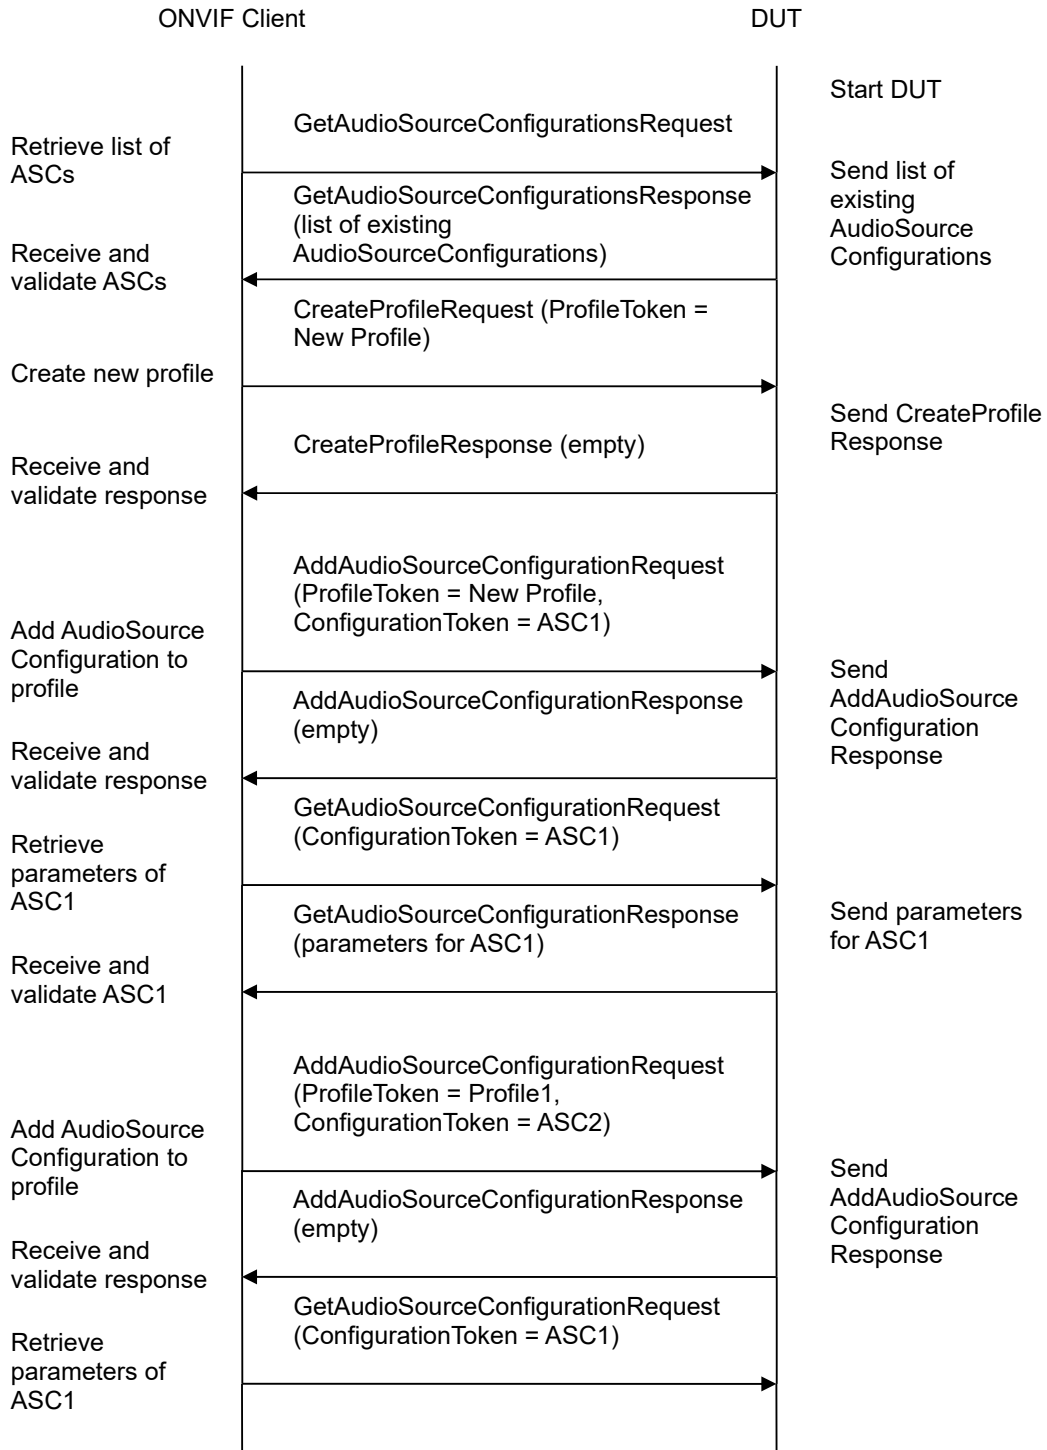 ONVIF Client
DUT
Start DUT
GetAudioSourceConfigurationsRequest
Retrieve list of
ASCs
Send list of
existing
AudioSource
Configurations
GetAudioSourceConfigurationsResponse
(list of existing
AudioSourceConfigurations)
Receive and
validate ASCs
CreateProfileRequest (ProfileToken =
New Profile)
Create new profile
Send CreateProfile
Response
CreateProfileResponse (empty)
Receive and
validate response
AddAudioSourceConfigurationRequest
(ProfileToken = New Profile,
ConfigurationToken = ASC1)
Add AudioSource
Configuration to
profile
Send
AddAudioSource
Configuration
Response
AddAudioSourceConfigurationResponse
(empty)
Receive and
validate response
GetAudioSourceConfigurationRequest
(ConfigurationToken = ASC1)
Retrieve
parameters of
ASC1
Send parameters
for ASC1
GetAudioSourceConfigurationResponse
(parameters for ASC1)
Receive and
validate ASC1
AddAudioSourceConfigurationRequest
(ProfileToken = Profile1,
ConfigurationToken = ASC2)
Add AudioSource
Configuration to
profile
Send
AddAudioSource
Configuration
Response
AddAudioSourceConfigurationResponse
(empty)
Receive and
validate response
GetAudioSourceConfigurationRequest
(ConfigurationToken = ASC1)
Retrieve
parameters of
ASC1